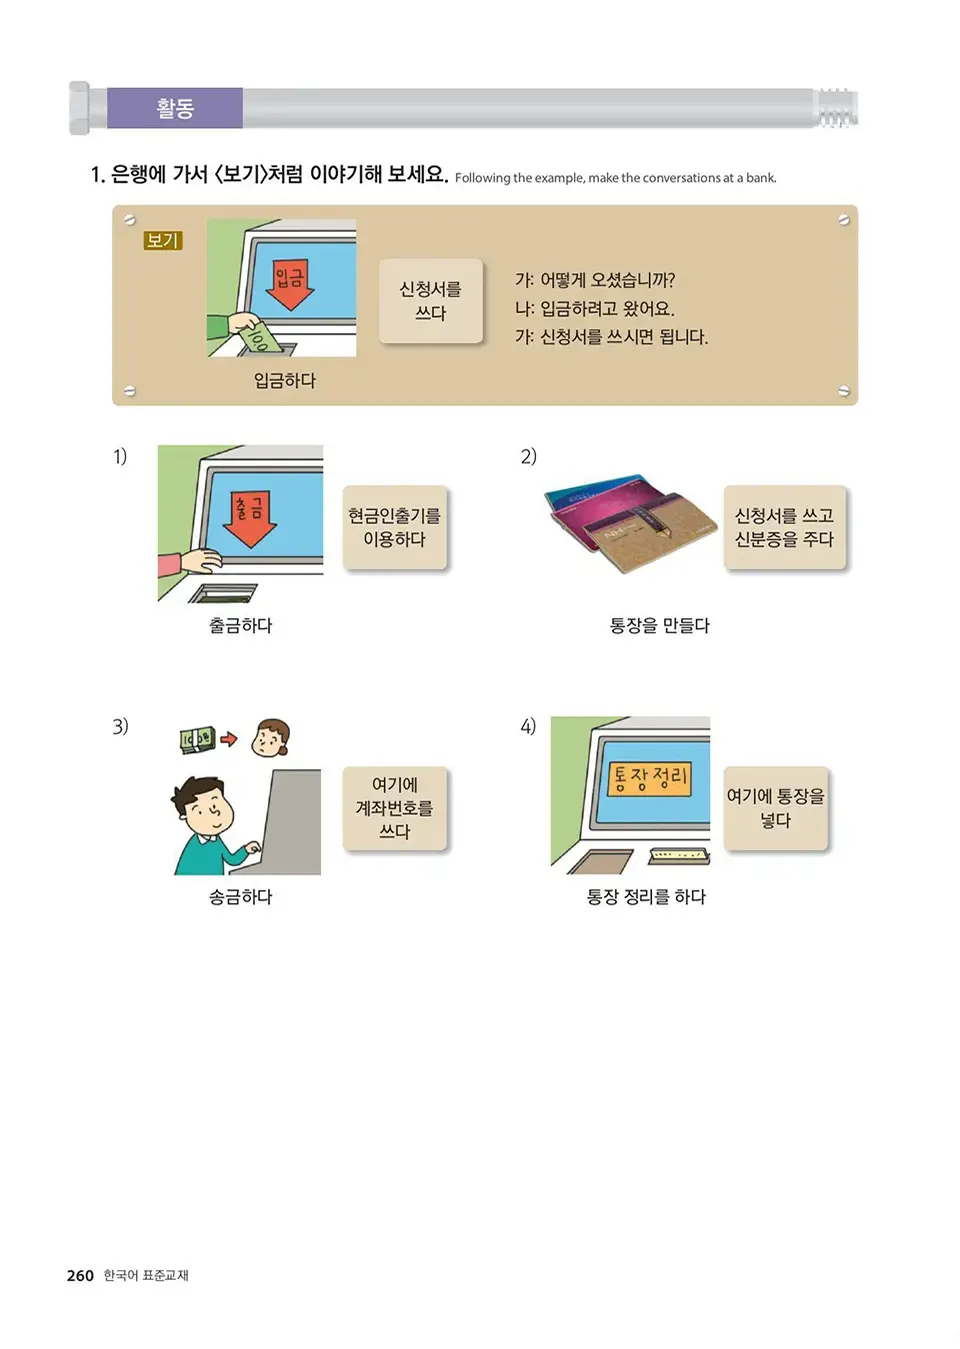 활동
1. 은행에 가서 〈보기〉처럼 이야기해 보세요. Following the example, make the conversations at a bank.
보기
입금
신청서를
쓰다
가: 어떻게 오셨습니까?
나: 입금하려고 왔어요.
가: 신청서를 쓰시면 됩니다.
입금하다
1)
출금
현금인출기를
이용하다
출금하다
2)
NH
신청서를 쓰고
신분증을 주다
통장을 만들다
3)
여기에
계좌번호를
쓰다
송금하다
4)
통장정리
여기에 통장을
넣다
통장 정리를 하다
260 한국어 표준교재